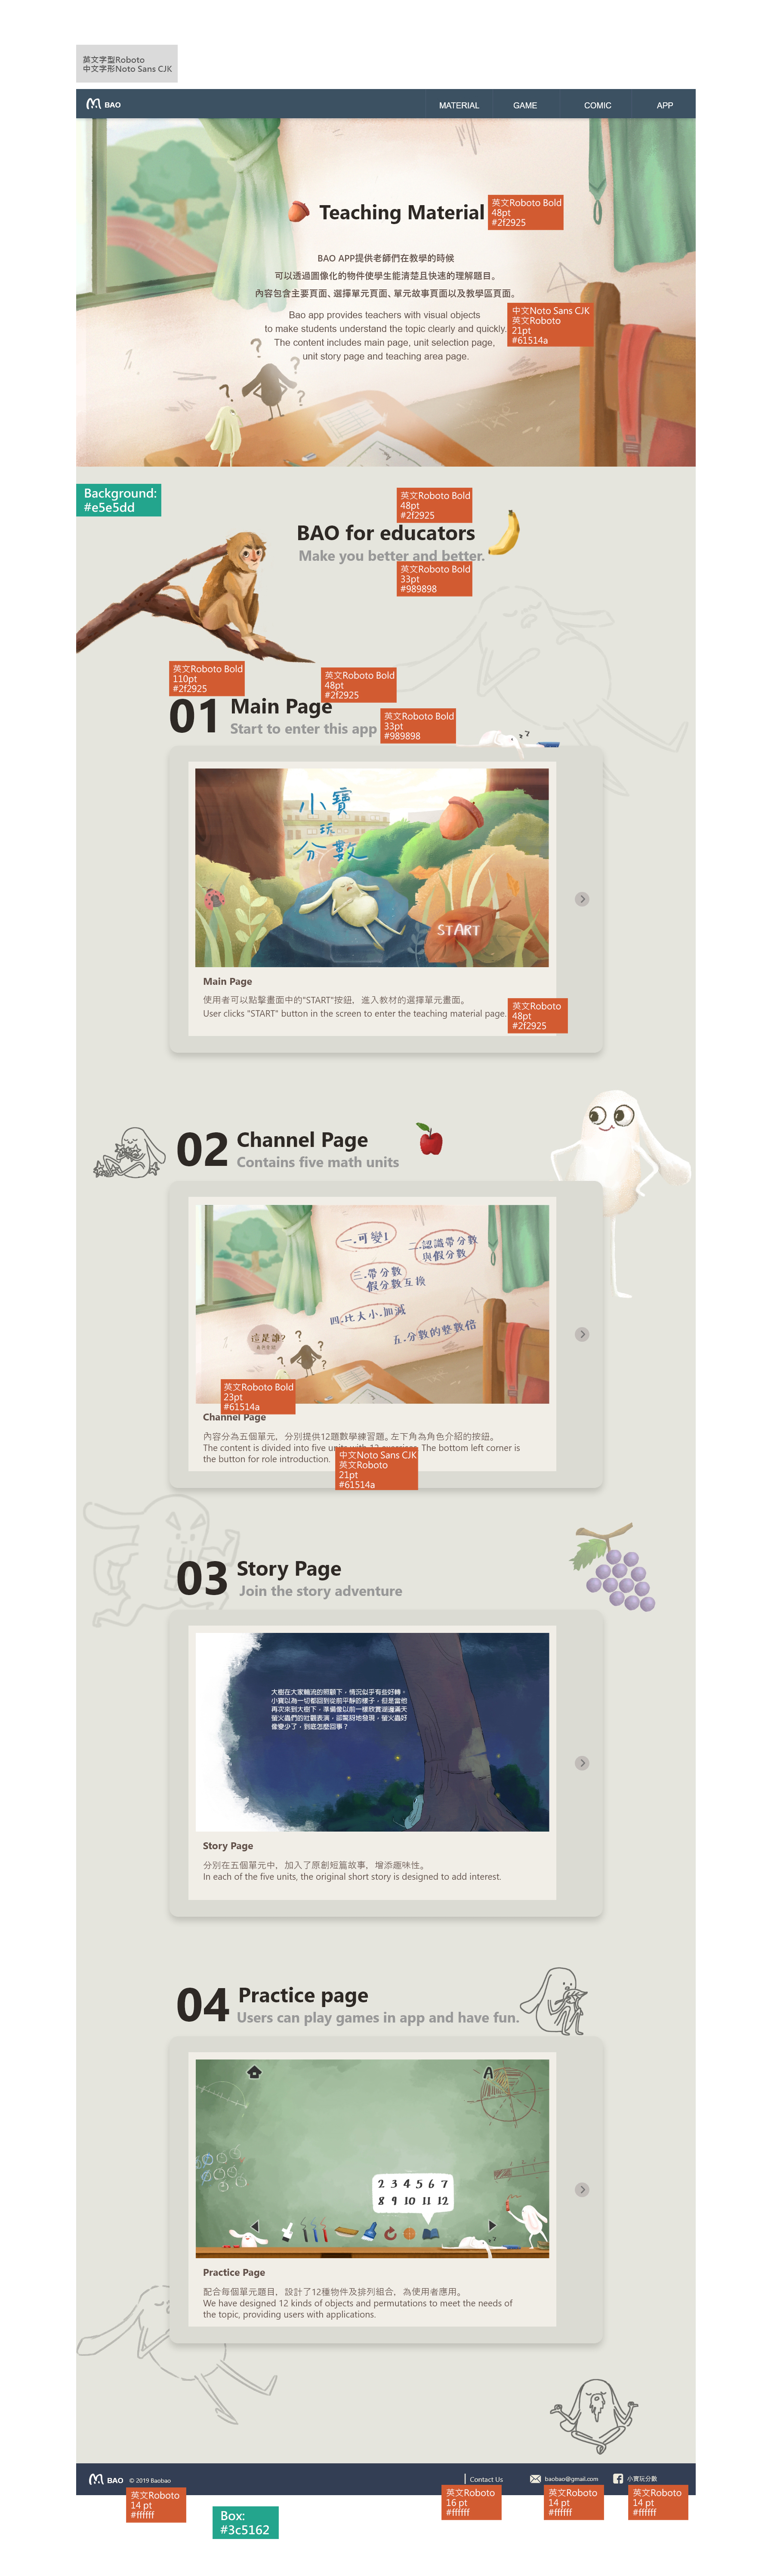 英文字型Roboto
中文字形Noto Sans CJK
BAO
MATERIAL
GAME
COMIC
APP
Teaching Material
英文Roboto Bold
48pt
#2f2925
BAO APP提供老師們在教學的時候
可以透過圖像化的物件使學生能清楚且快速的理解題目。
內容包含主要頁面、選擇單元頁面、單元故事頁面以及教學區頁面。
中文Noto Sans CJK
英文Roboto
21pt
#61514a
Bao app provides teachers with visual objects
to make students understand the topic clearly and quickly.
The content includes main page, unit selection page,
unit story page and teaching area page.
? ? ?
Background:
#e5e5dd
英文Roboto Bold
48pt
#2f2925
BAO for educators
Make you better and better.
英文Roboto Bold
33pt
#989898
英文Roboto Bold
110pt
#2f2925
英文Roboto Bold
48pt
#2f2925
01
Main Page
Start to enter this app
英文Roboto Bold
33pt
#989898
小寶
玩
分數
START
Main Page
使用者可以點擊畫面中的"START"按鈕，進入教材的選擇單元畫面。
User clicks "START" button in the screen to enter the teaching material page.
英文Roboto
48pt
#2f2925
02
Channel Page
Contains five math units
一.可變1
二.認識帶分數
與假分數
三.帶分數
假分數互換
四.比大小.加減
五.分數的整數倍
這是誰?
英文Roboto Bold
23pt
#61514a
Channel Page
內容分為五個單元，分別提供12題數學練習題。左下角為角色介紹的按鈕。
The content is divided into five units with 12 exercises. The bottom left corner is
the button for role introduction.
中文Noto Sans CJK
英文Roboto
21pt
#61514a
03
Story Page
Join the story adventure
大樹在大家輪流的照顧下，情況似乎有些好轉，
小寶以為一切都回到從前平靜的樣子，但是當他
再次來到大樹下，準備像以前一樣欣賞滿滿天
螢火蟲們的壯觀表演，卻驚訝地發現，螢火蟲好
像變少了，到底怎麼回事？
Story Page
分別在五個單元中，加入了原創短篇故事，增添趣味性。
In each of the five units, the original short story is designed to add interest.
04
Practice page
Users can play games in app and have fun.
A
2 3 4 5 6 7
8 9 10 11 12
Practice Page
配合每個單元題目，設計了12種物件及排列組合，為使用者應用。
We have designed 12 kinds of objects and permutations to meet the needs of
the topic, providing users with applications.
BAO
© 2019 Baobao
Contact Us
baobao@gmail.com
小寶玩分數
英文Roboto
14 pt
#ffffff
英文Roboto
16 pt
#ffffff
英文Roboto
14 pt
#ffffff
英文Roboto
14 pt
#ffffff
Box:
#3c5162